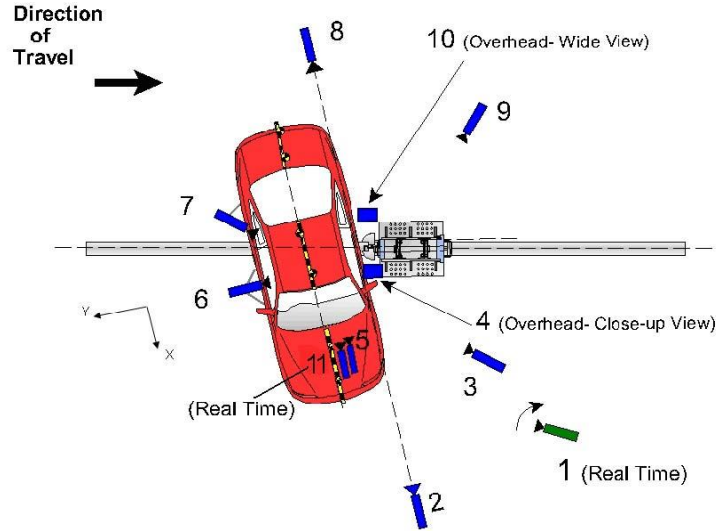 Direction
of
Travel
8
10 (Overhead- Wide View)
9
7
6
Y
X
4 (Overhead- Close-up View)
5
11
3
(Real Time)
1 (Real Time)
2